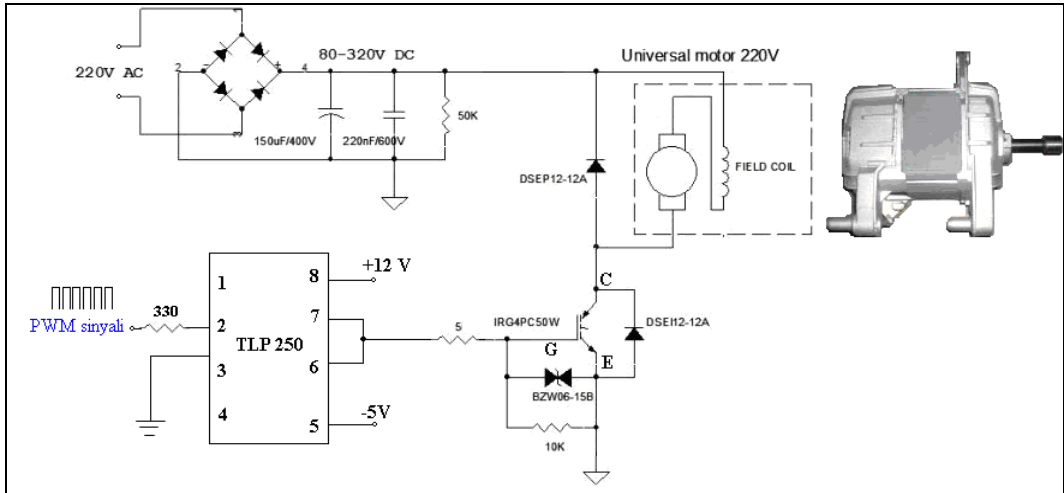 220V AC
1
2
-
+
4
3
80-320V DC
150uF/400V
220nF/600V
50K
Universal motor 220V
DSEP12-12A
FIELD COIL
PWM sinyali
330
1
2
3
4
TLP 250
8
7
6
5
+12 V
-5V
5
IRG4PC50W
G
C
E
DSEI12-12A
BZW06-15B
10K